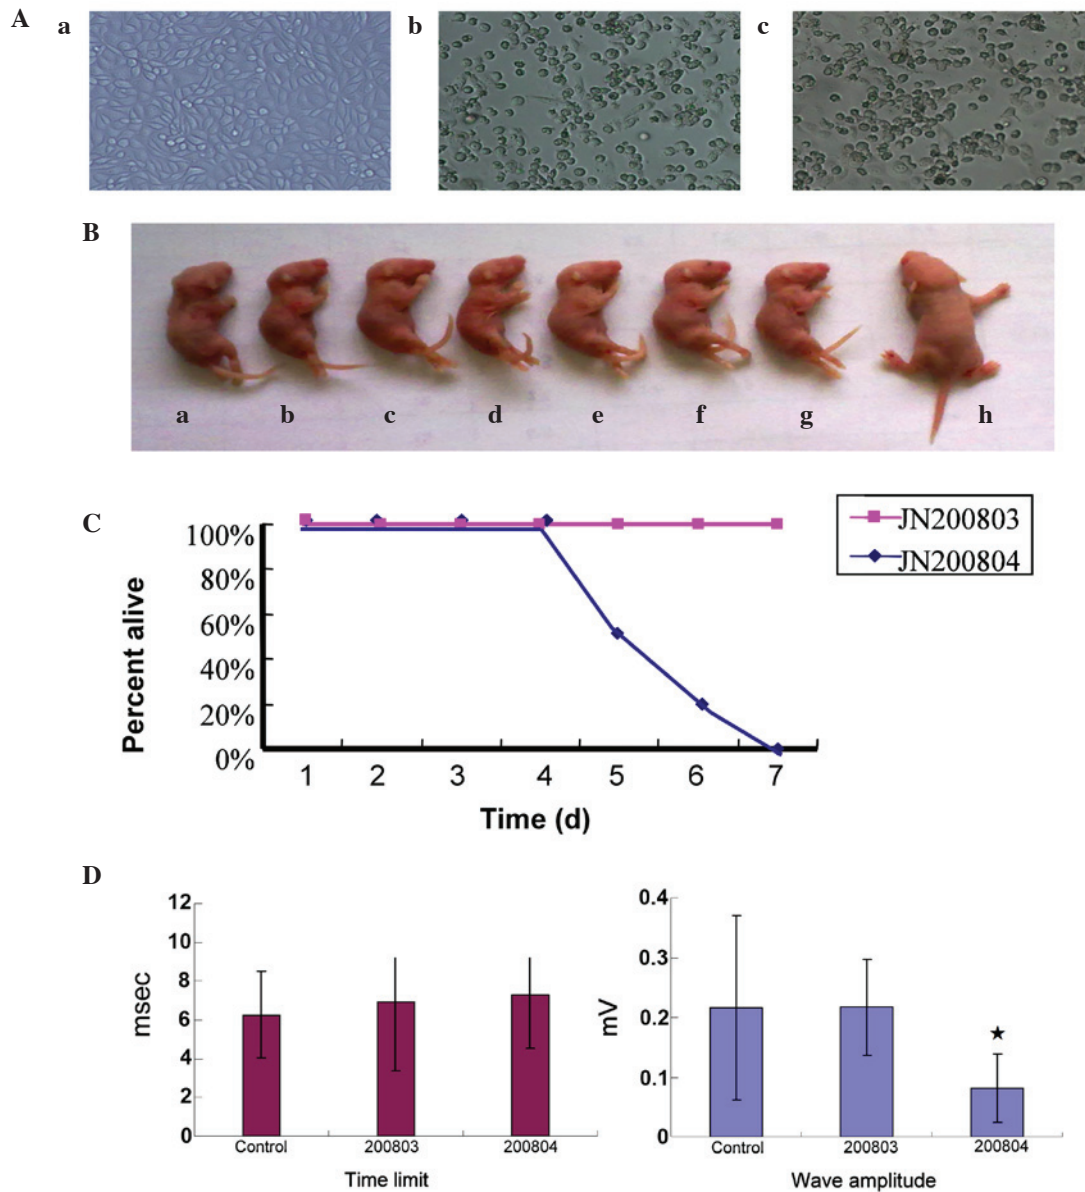 A a b c
B
a b c d e f g h
C
100%
80%
60%
40%
20%
0%
Percent alive
1 2 3 4 5 6 7
Time (d)
JN200803
JN200804
D
12
10
8
6
4
2
0
msec
Control 200803 200804
Time limit
0.4
0.3
0.2
0.1
0
mV
★
Control 200803 200804
Wave amplitude